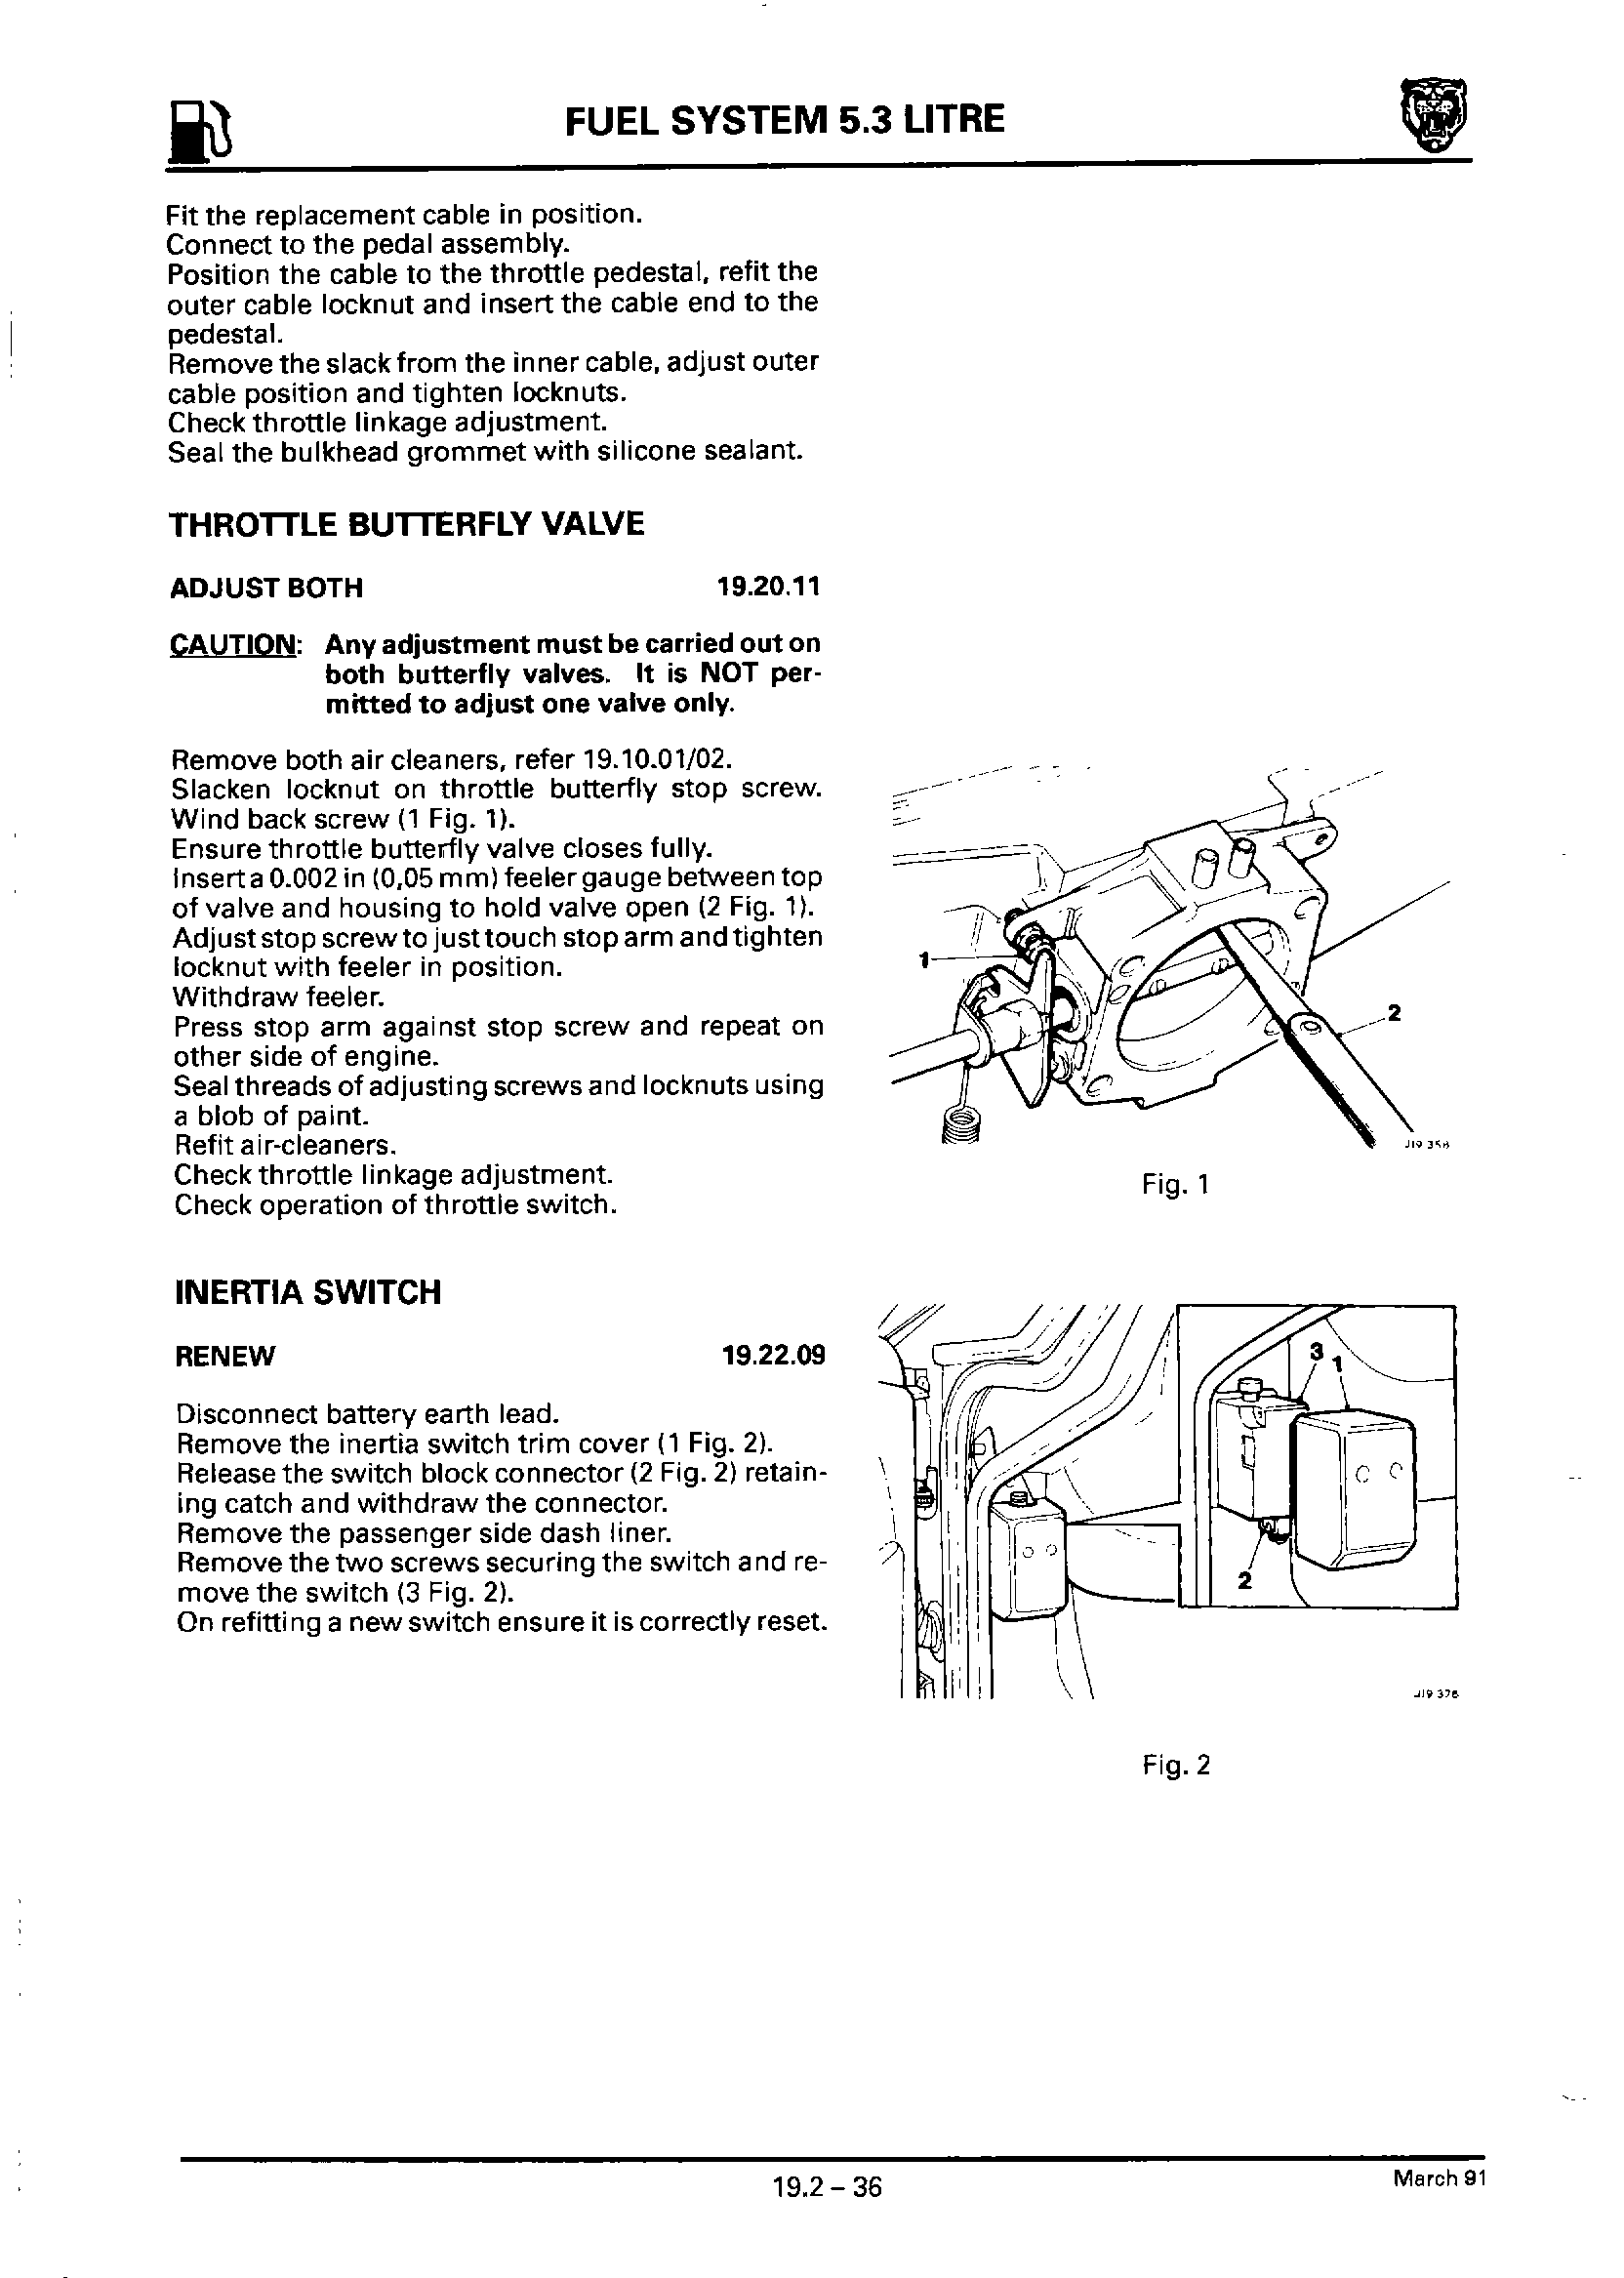 FUEL SYSTEM 5.3 LITRE
Fit the replacement cable in position.
Connect to the pedal assembly.
Position the cable to the throttle pedestal, refit the
outer cable locknut and insert the cable end to the
pedestal.
Remove the slack from the inner cable, adjust outer
cable position and tighten locknuts.
Check throttle linkage adjustment.
Seal the bulkhead grommet with silicone sealant.
THROTTLE BUTTERFLY VALVE
ADJUST BOTH 19.20.11
CAUTION: Any adjustment must be carried out on
both butterfly valves. It is NOT per-
mitted to adjust one valve only.
Remove both air cleaners, refer 19.10.01/02.
Slacken locknut on throttle butterfly stop screw.
Wind back screw (1 Fig. 1).
Ensure throttle butterfly valve closes fully.
Insert a 0.002 in (0,05 mm) feeler gauge between top
of valve and housing to hold valve open (2 Fig. 1).
Adjust stop screw to just touch stop arm and tighten
locknut with feeler in position.
Withdraw feeler.
Press stop arm against stop screw and repeat on
other side of engine.
Seal threads of adjusting screws and locknuts using
a blob of paint.
Refit air-cleaners.
Check throttle linkage adjustment.
Check operation of throttle switch.
1
2
J19 358
Fig. 1
INERTIA SWITCH
RENEW 19.22.09
Disconnect battery earth lead.
Remove the inertia switch trim cover (1 Fig. 2).
Release the switch block connector (2 Fig. 2) retain-
ing catch and withdraw the connector.
Remove the passenger side dash liner.
Remove the two screws securing the switch and re-
move the switch (3 Fig. 2).
On refitting a new switch ensure it is correctly reset.
3
1
2
J19 376
Fig. 2
19.2 – 36
March 91